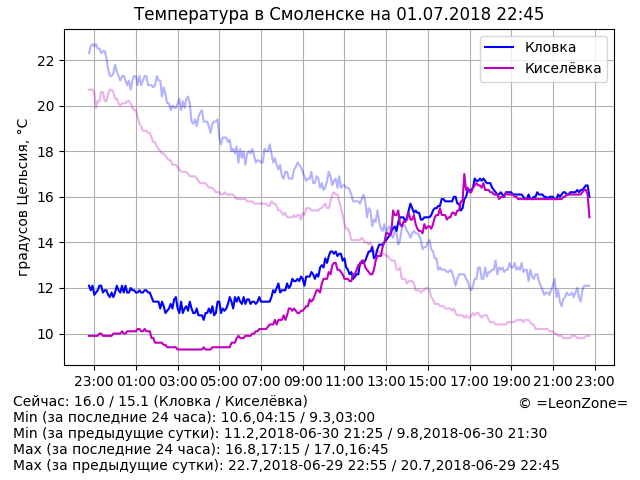 Температура в Смоленске на 01.07.2018 22:45
Кловка
Киселёвка
градусов Цельсия, °C
22
20
18
16
14
12
10
23:00 01:00 03:00 05:00 07:00 09:00 11:00 13:00 15:00 17:00 19:00 21:00 23:00
Сейчас: 16.0 / 15.1 (Кловка / Киселёвка)
© =LeonZone=
Min (за последние 24 часа): 10.6,04:15 / 9.3,03:00
Min (за предыдущие сутки): 11.2,2018-06-30 21:25 / 9.8,2018-06-30 21:30
Max (за последние 24 часа): 16.8,17:15 / 17.0,16:45
Max (за предыдущие сутки): 22.7,2018-06-29 22:55 / 20.7,2018-06-29 22:45